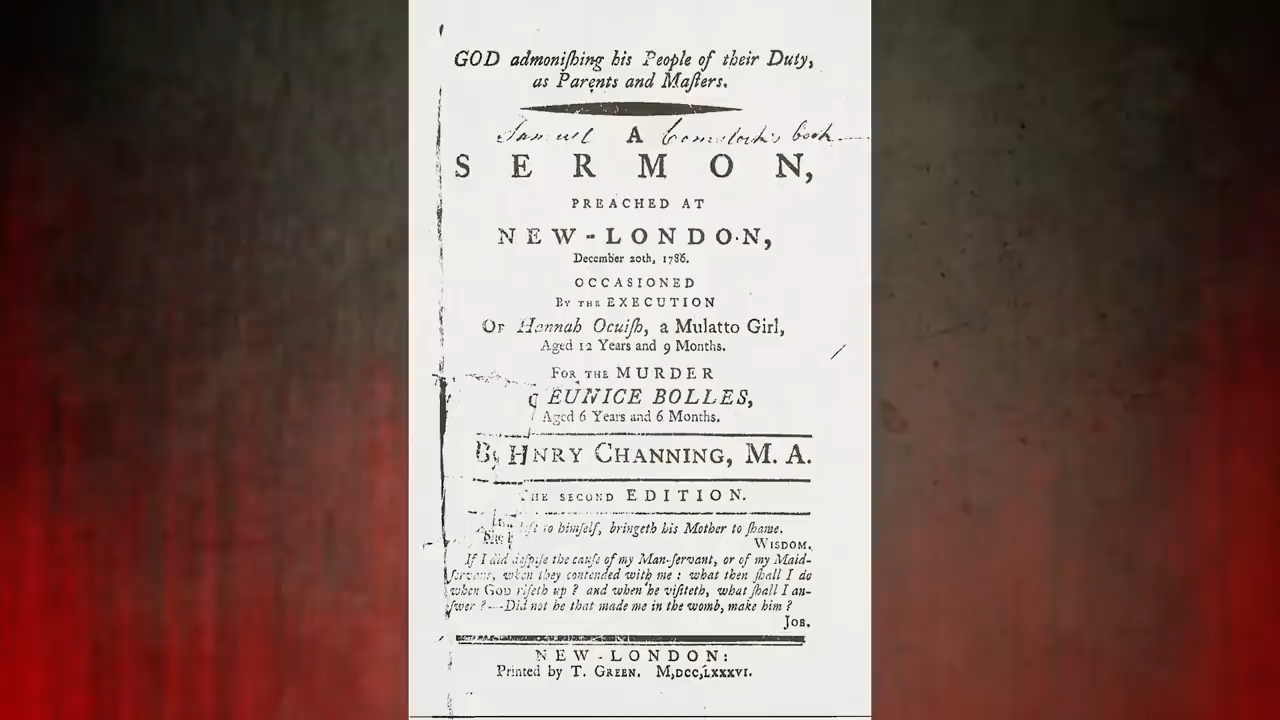 GOD admoniſhing his People of their Duty,
as Parents and Maſters.
Samuel A Comstock's book
SERMON,
PREACHED AT
NEW-LONDON,
December 20th, 1786.
OCCASIONED
BY THE EXECUTION
OF Hannah Ocuiſh, a Mulatto Girl,
Aged 12 Years and 9 Months.
FOR THE MURDER
EUNICE BOLLES,
Aged 6 Years and 6 Months.
By HNRY CHANNING, M. A.
THE SECOND EDITION.
left to himſelf, bringeth his Mother to ſhame.
WISDOM.
If I did deſpiſe the cauſe of my Man-ſervant, or of my Maid-
ſervant, when they contended with me : what then ſhall I do
when GOD riſeth up ? and when he viſiteth, what ſhall I an-
ſwer ?—Did not he that made me in the womb, make him ?
JOB.
NEW-LONDON:
Printed by T. GREEN. M,DCC,LXXXVI.